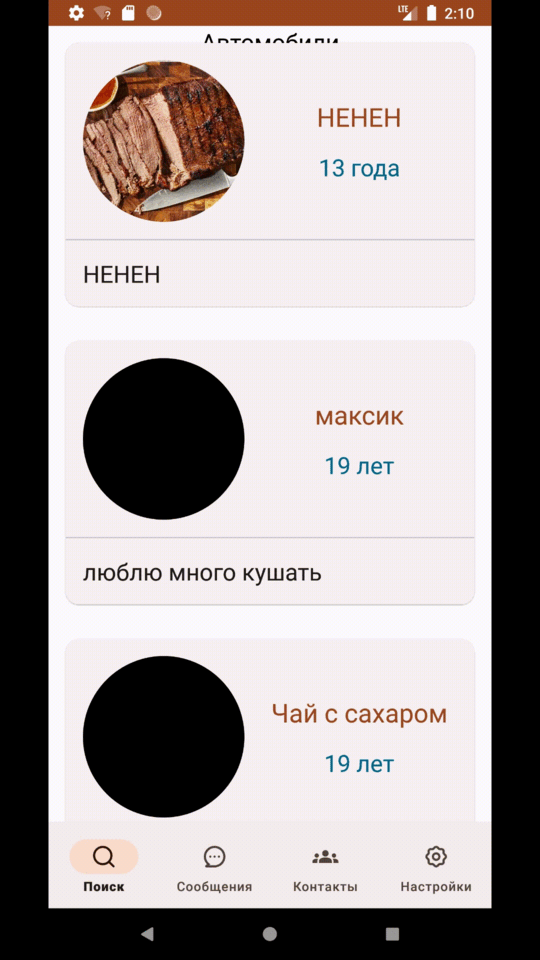 LTE 2:10
Автомобили
НЕНЕН
13 года
НЕНЕН
максик
19 лет
люблю много кушать
Чай с сахаром
19 лет
Поиск Сообщения Контакты Настройки